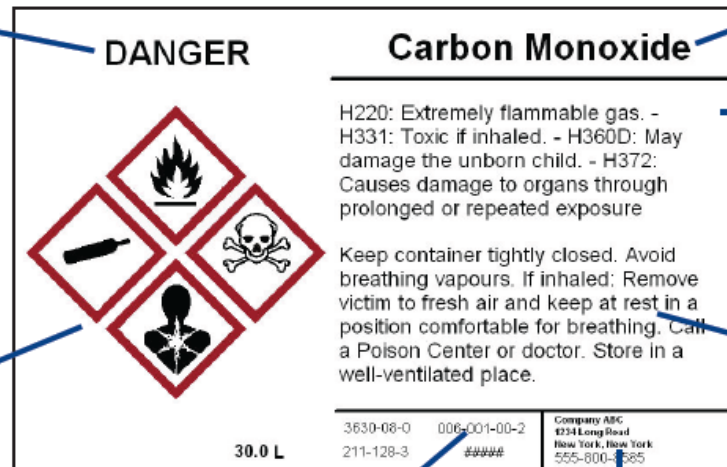 DANGER
Carbon Monoxide
H220: Extremely flammable gas. -
H331: Toxic if inhaled. - H360D: May
damage the unborn child. - H372:
Causes damage to organs through
prolonged or repeated exposure
Keep container tightly closed. Avoid
breathing vapours. If inhaled: Remove
victim to fresh air and keep at rest in a
position comfortable for breathing. Call
a Poison Center or doctor. Store in a
well-ventilated place.
30.0 L
3630-08-0 006-001-00-2
211-128-3 #####
Company ABC
1234 Long Road
New York, New York
555-800-8585